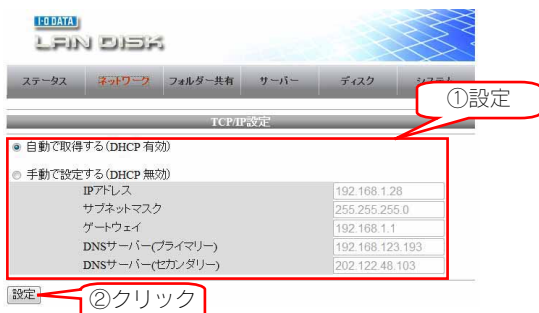 I-O DATA
LAN DISK
ステータス ネットワーク フォルダー共有 サーバー ディスク システム
①設定
TCP/IP設定
自動で取得する(DHCP 有効)
手動で設定する(DHCP 無効)
IPアドレス 192.168.1.28
サブネットマスク 255.255.255.0
ゲートウェイ 192.168.1.1
DNSサーバー(プライマリー) 192.168.123.193
DNSサーバー(セカンダリー) 202.122.48.103
設定 ②クリック